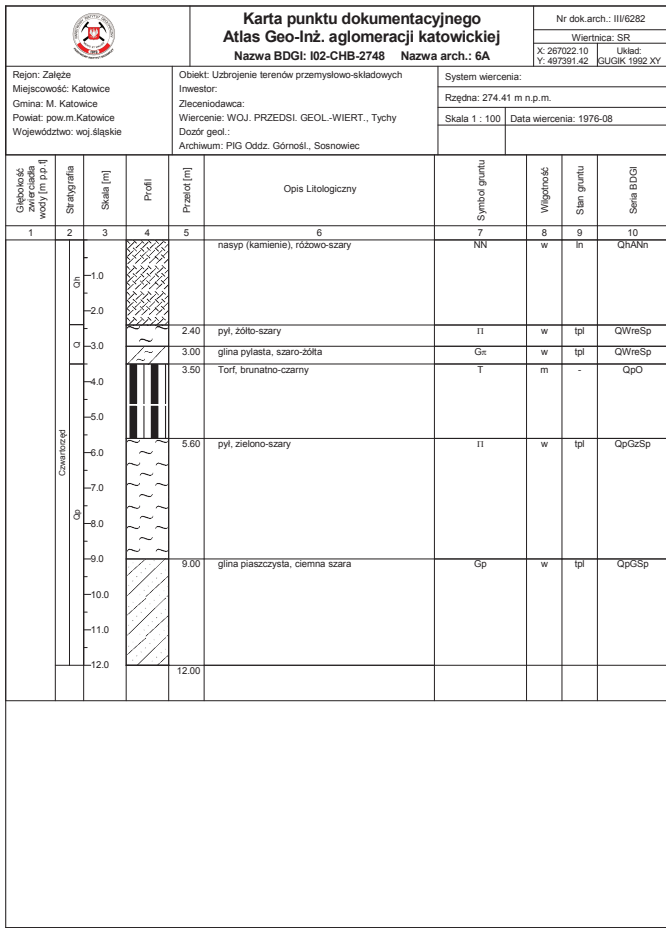 Karta punktu dokumentacyjnego
Atlas Geo-Inż. aglomeracji katowickiej
Nazwa BDGI: I02-CHB-2748 Nazwa arch.: 6A
Nr dok.arch.: III/6282
Wiertnica: SR
X: 267022.10
Y: 497391.42
Układ:
GUGIK 1992 XY
Rejon: Załęże
Miejscowość: Katowice
Gmina: M. Katowice
Powiat: pow.m.Katowice
Województwo: woj.śląskie
Obiekt: Uzbrojenie terenów przemysłowo-składowych
Inwestor:
Zleceniodawca:
Wiercenie: WOJ. PRZEDSI. GEOL.-WIERT., Tychy
Dozór geol.:
Archiwum: PIG Oddz. Górnośl., Sosnowiec
System wiercenia:
Rzędna: 274.41 m n.p.m.
Skala 1 : 100 Data wiercenia: 1976-08
Głębokość
zwierciadła
wody [m p.p.t]
Stratygrafia
Skala [m]
Profil
Przelot [m]
Opis Litologiczny
Symbol gruntu
Wilgotność
Stan gruntu
Seria BDGI
1 2 3 4 5 6 7 8 9 10
nasyp (kamienie), różowo-szary NN w ln QhANn
Qh
1.0
2.0
2.40 pył, żółto-szary Π w tpl QWreSp
Q
3.0
3.00 glina pylasta, szaro-żółta Gπ w tpl QWreSp
3.50 Torf, brunatno-czarny T m - QpO
4.0
5.0
5.60 pył, zielono-szary Π w tpl QpGzSp
Czwartorzęd
6.0
7.0
Qp
8.0
9.0
9.00 glina piaszczysta, ciemna szara Gp w tpl QpGSp
10.0
11.0
12.0
12.00